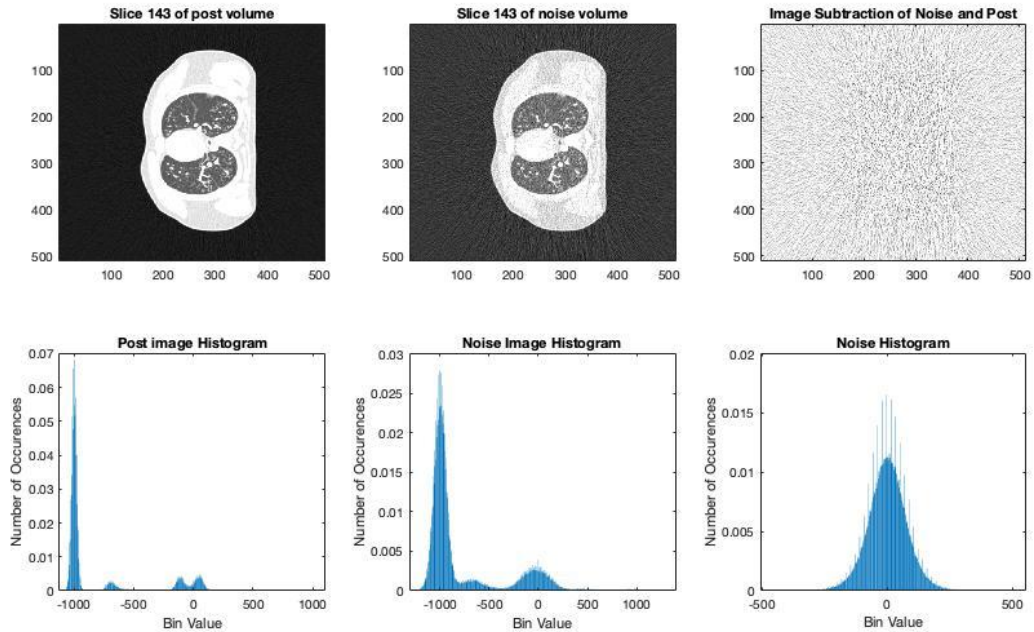 Slice 143 of post volume
100
200
300
400
500
100 200 300 400 500
Slice 143 of noise volume
100
200
300
400
500
100 200 300 400 500
Image Subtraction of Noise and Post
100
200
300
400
500
100 200 300 400 500
Post image Histogram
Number of Occurences
0.07
0.06
0.05
0.04
0.03
0.02
0.01
0
-1000 -500 0 500 1000
Bin Value
Noise Image Histogram
Number of Occurences
0.03
0.025
0.02
0.015
0.01
0.005
0
-1000 -500 0 500 1000
Bin Value
Noise Histogram
Number of Occurences
0.02
0.015
0.01
0.005
0
-500 0 500
Bin Value